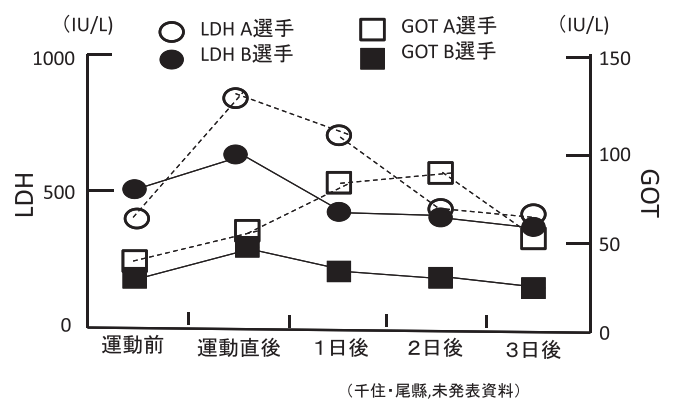 （IU/L)
LDH A選手
GOT A選手
（IU/L)
LDH B選手
GOT B選手
1000
150
100
LDH
500
GOT
50
0
0
運動前
運動直後
1日後
2日後
3日後
（千住・尾縣,未発表資料）